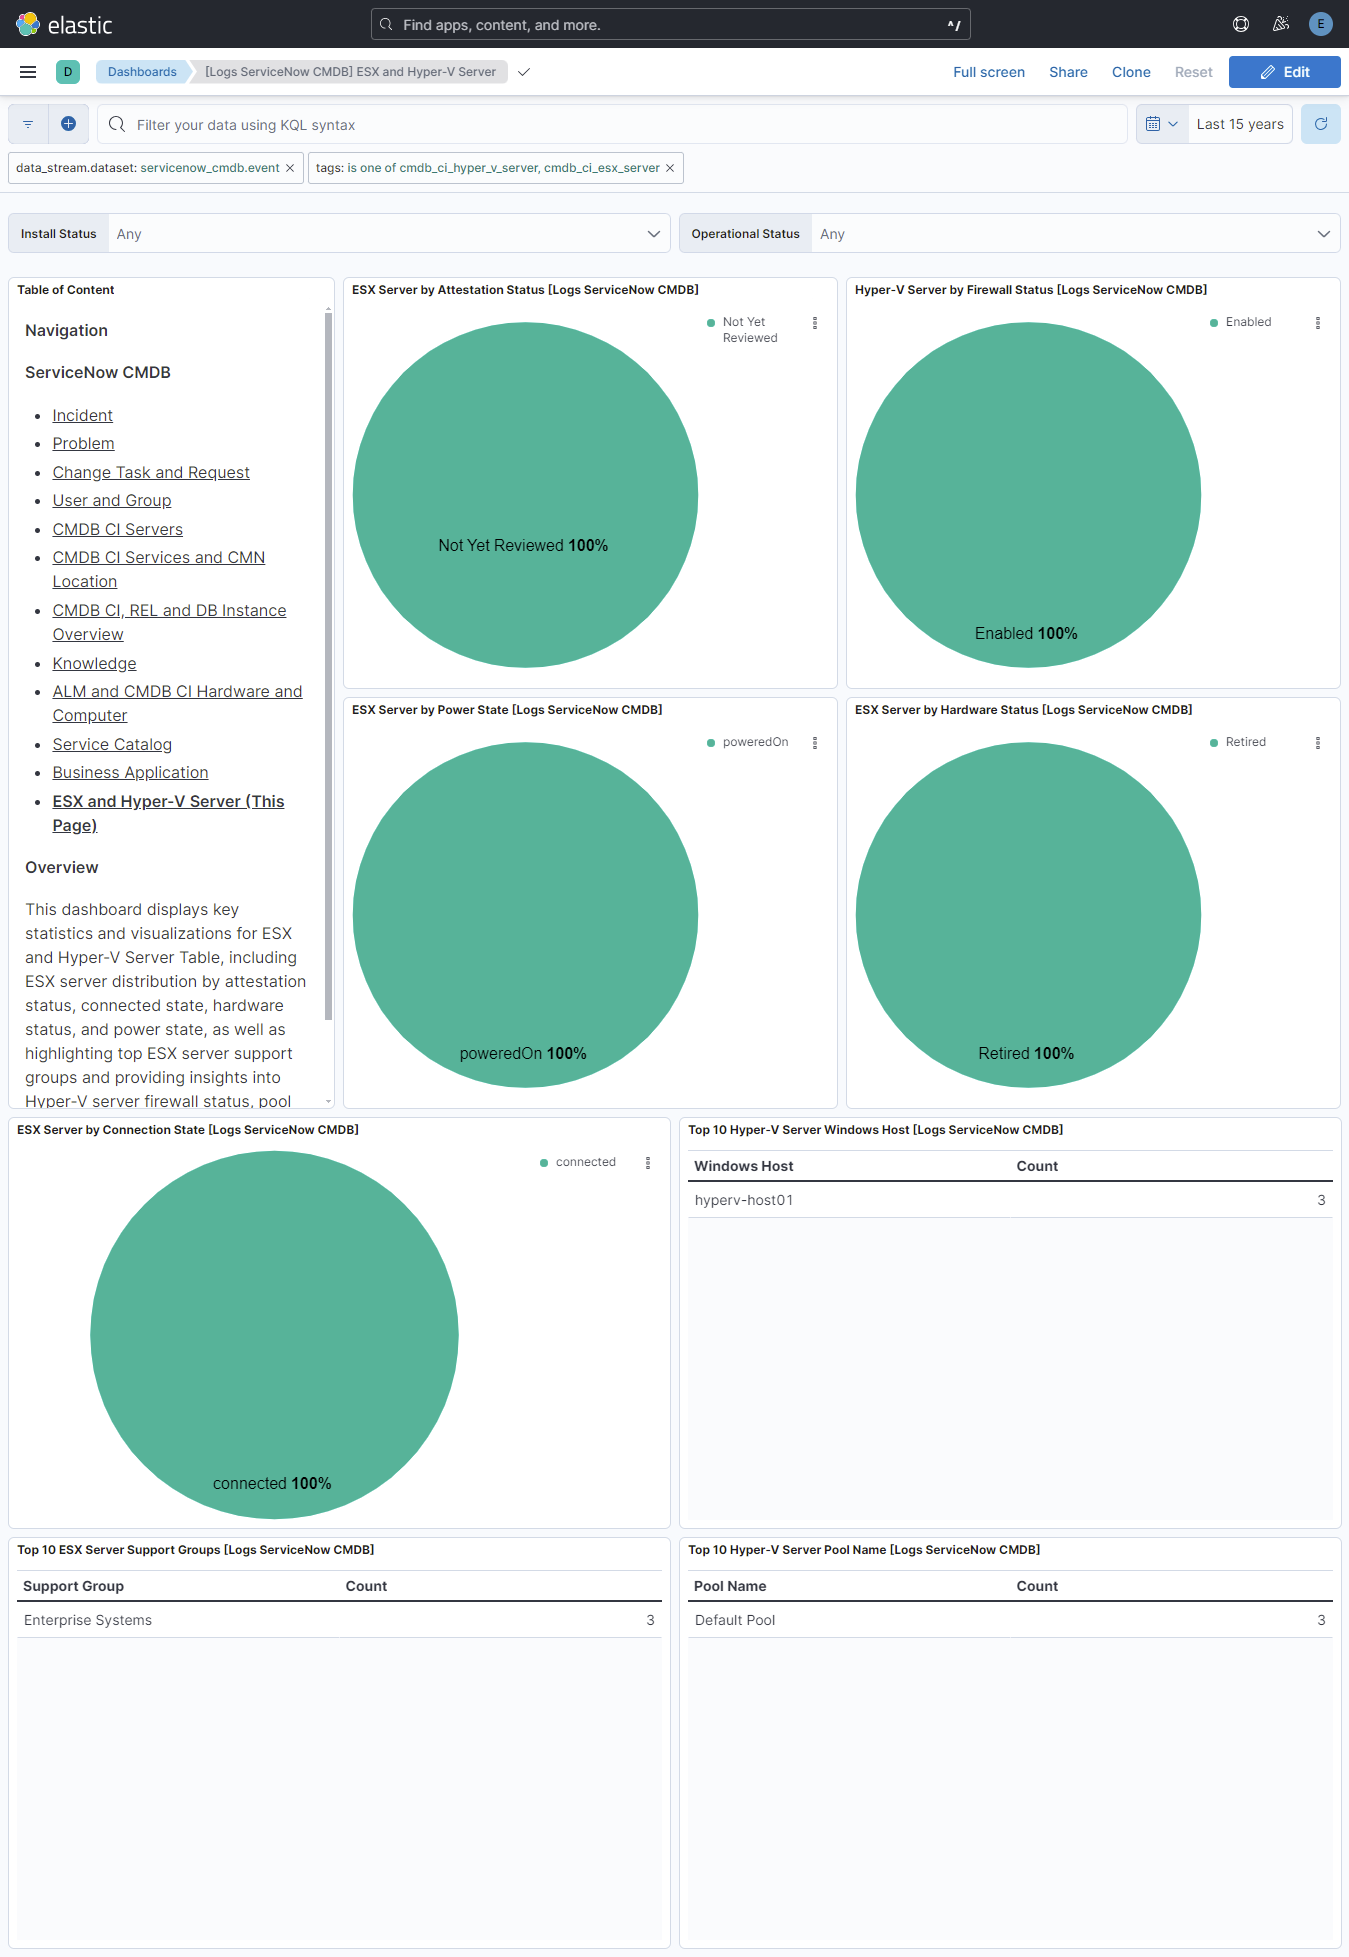 elastic
Find apps, content, and more.
^/
E
D
Dashboards
[Logs ServiceNow CMDB] ESX and Hyper-V Server
Full screen
Share
Clone
Reset
Edit
Filter your data using KQL syntax
Last 15 years
data_stream.dataset: servicenow_cmdb.event
tags: is one of cmdb_ci_hyper_v_server, cmdb_ci_esx_server
Install Status
Any
Operational Status
Any
Table of Content
Navigation
ServiceNow CMDB
Incident
Problem
Change Task and Request
User and Group
CMDB CI Servers
CMDB CI Services and CMN
Location
CMDB CI, REL and DB Instance
Overview
Knowledge
ALM and CMDB CI Hardware and
Computer
Service Catalog
Business Application
ESX and Hyper-V Server (This
Page)
Overview
This dashboard displays key
statistics and visualizations for ESX
and Hyper-V Server Table, including
ESX server distribution by attestation
status, connected state, hardware
status, and power state, as well as
highlighting top ESX server support
groups and providing insights into
Hyper-V server firewall status, pool
ESX Server by Attestation Status [Logs ServiceNow CMDB]
Not Yet
Reviewed
Not Yet Reviewed 100%
Hyper-V Server by Firewall Status [Logs ServiceNow CMDB]
Enabled
Enabled 100%
ESX Server by Power State [Logs ServiceNow CMDB]
poweredOn
poweredOn 100%
ESX Server by Hardware Status [Logs ServiceNow CMDB]
Retired
Retired 100%
ESX Server by Connection State [Logs ServiceNow CMDB]
connected
connected 100%
Top 10 Hyper-V Server Windows Host [Logs ServiceNow CMDB]
Windows Host Count
hyperv-host01 3
Top 10 ESX Server Support Groups [Logs ServiceNow CMDB]
Support Group Count
Enterprise Systems 3
Top 10 Hyper-V Server Pool Name [Logs ServiceNow CMDB]
Pool Name Count
Default Pool 3